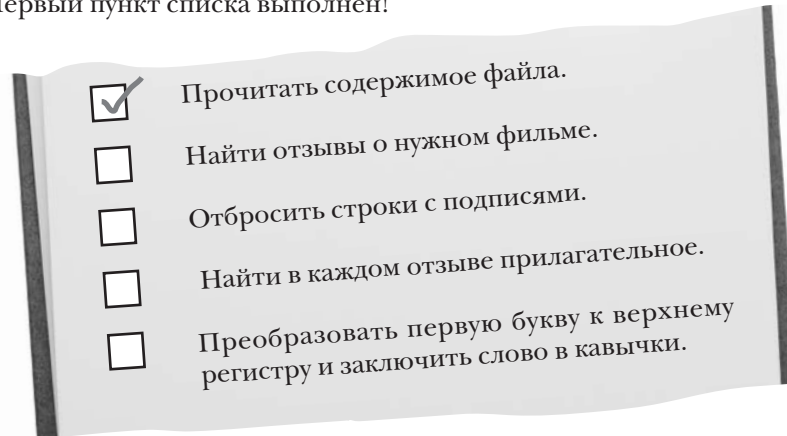 Первый пункт списка выполнен!
Прочитать содержимое файла.
Найти отзывы о нужном фильме.
Отбросить строки с подписями.
Найти в каждом отзыве прилагательное.
Преобразовать первую букву к верхнему
регистру и заключить слово в кавычки.